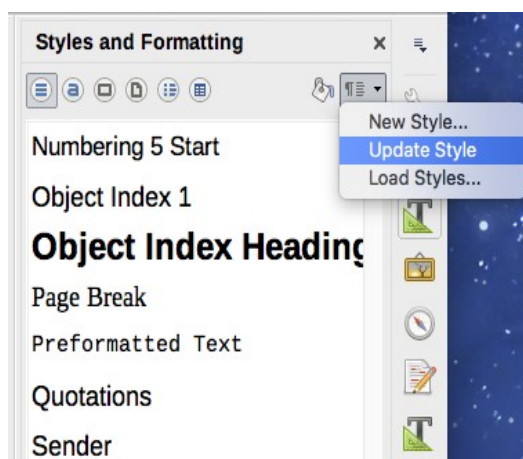 Styles and Formatting
New Style...
Update Style
Load Styles...
Numbering 5 Start
Object Index 1
Object Index Heading
Page Break
Preformatted Text
Quotations
Sender